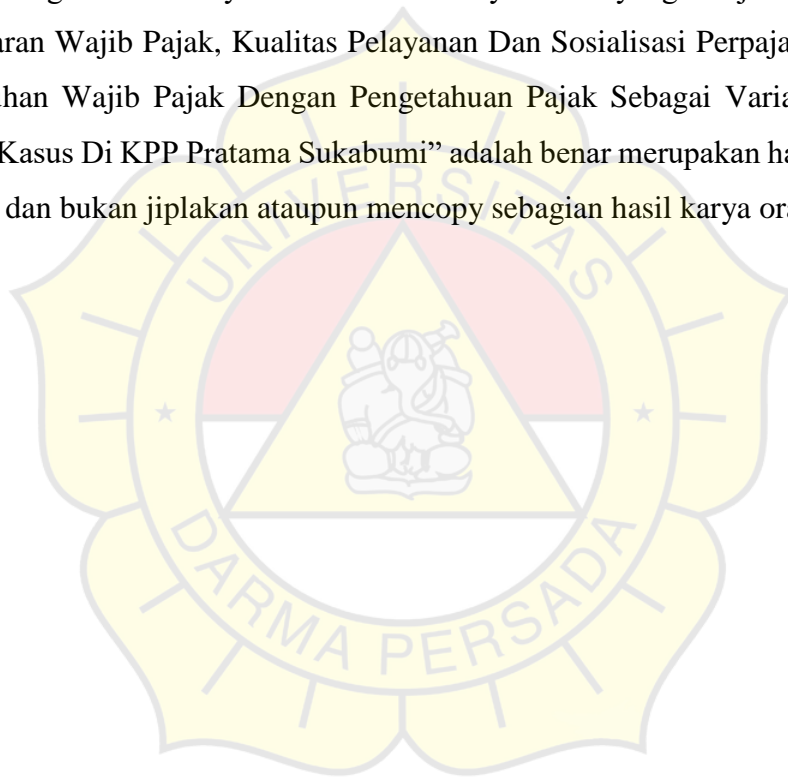 aran Wajib Pajak, Kualitas Pelayanan Dan Sosialisasi Perpaja
uhan Wajib Pajak Dengan Pengetahuan Pajak Sebagai Varia
Kasus Di KPP Pratama Sukabumi” adalah benar merupakan ha
dan bukan jiplakan ataupun mencopy sebagian hasil karya ora
UNIVERSITAS
DARMA PERSADA